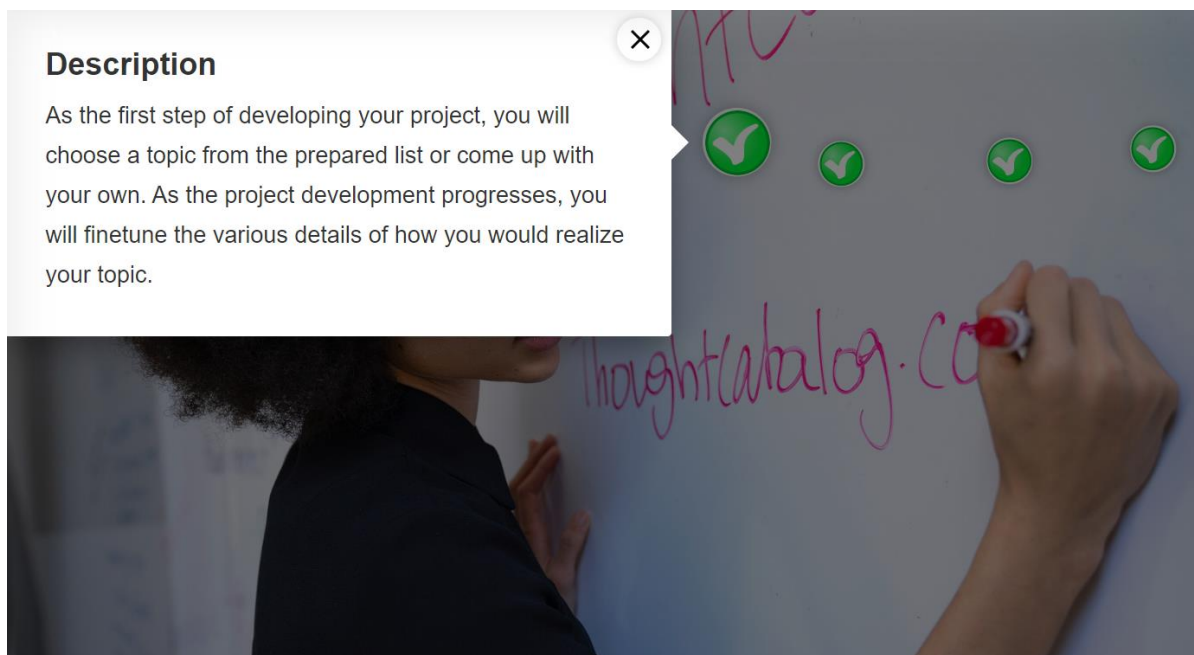 Description
As the first step of developing your project, you will
choose a topic from the prepared list or come up with
your own. As the project development progresses, you
will finetune the various details of how you would realize
your topic.
Thoughtcatalog.co